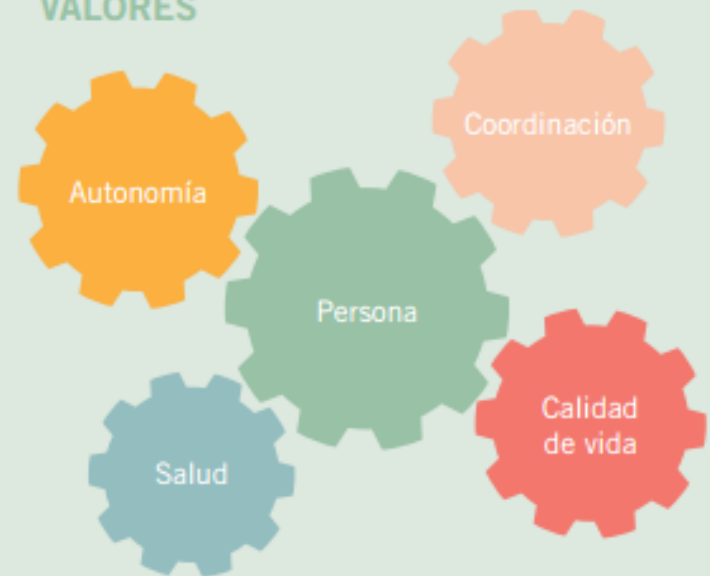 VALORES
Coordinación
Autonomía
Persona
Calidad
de vida
Salud